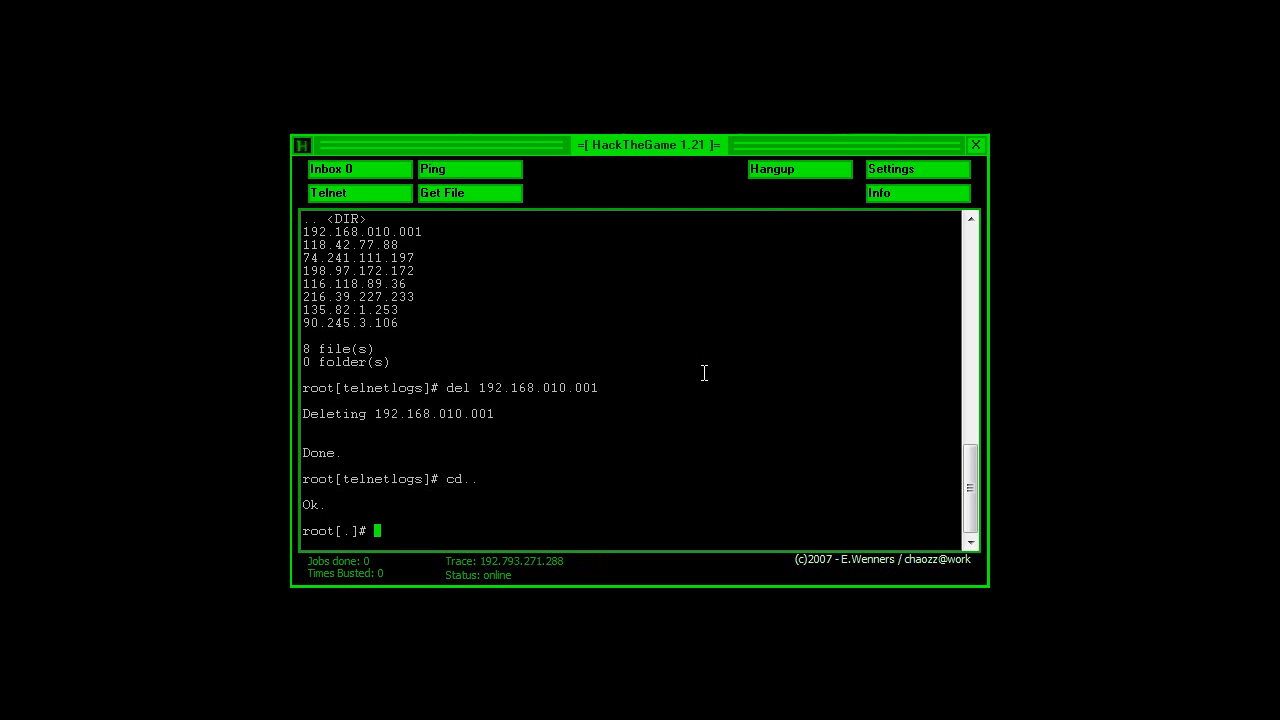 =[ HackTheGame 1.21 ]=
Inbox 0 Ping Hangup Settings
Telnet Get File Info
.. <DIR>
192.168.010.001
118.42.77.88
74.241.111.197
198.97.172.172
116.118.89.36
216.39.227.233
135.82.1.253
90.245.3.106
8 file(s)
0 folder(s)
root[telnetlogs]# del 192.168.010.001
Deleting 192.168.010.001
Done.
root[telnetlogs]# cd..
Ok.
root[.]#
Jobs done: 0 Trace: 192.793.271.288 (c)2007 - E.Wenners / chaozz@work
Times Busted: 0 Status: online